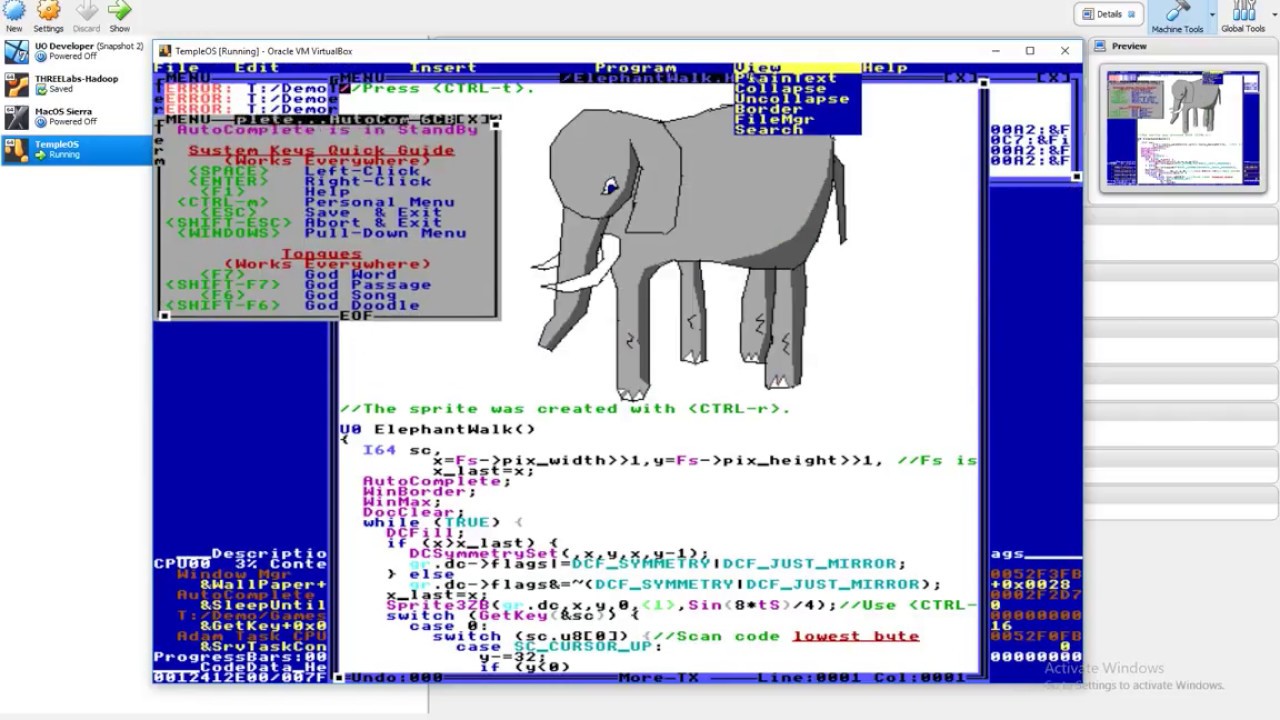 New Settings Discard Show
Details
Machine Tools
Global Tools
UO Developer (Snapshot 2)
Powered Off
THREELabs-Hadoop
Saved
MacOS Sierra
Powered Off
TempleOS
Running
Preview
TempleOS [Running] - Oracle VM VirtualBox
File Edit Insert Program View Help
PlainText
Collapse
Uncollapse
Border
FileMgr
Search
MENU
MENU
/ElephantWalk.H
[X]
[X]
ERROR: T:/Demo
ERROR: T:/Demo
ERROR: T:/Demo
//Press <CTRL-t>.
MENU plete...AutoCom 6CB[X]
AutoComplete is in StandBy
System Keys Quick Guide
(Works Everywhere)
<SPACE> Left-Click
<ENTER> Right-Click
<F1> Help
<CTRL-m> Personal Menu
<ESC> Save & Exit
<SHIFT-ESC> Abort & Exit
<WINDOWS> Pull-Down Menu
Tongues
(Works Everywhere)
<F7> God Word
<SHIFT-F7> God Passage
<F6> God Song
<SHIFT-F6> God Doodle
EOF
00A2:&F
0C7:&Fi
00A2:&F
00A2:&F
//The sprite was created with <CTRL-r>.
U0 ElephantWalk()
{
I64 sc,
x=Fs->pix_width>>1,y=Fs->pix_height>>1, //Fs is
x_last=x;
AutoComplete;
WinBorder;
WinMax;
DocClear;
while (TRUE) {
DCFill;
if (x>x_last) {
DCSymmetrySet(,x,y,x,y-1);
gr.dc->flags|=DCF_SYMMETRY|DCF_JUST_MIRROR;
} else
gr.dc->flags&=~(DCF_SYMMETRY|DCF_JUST_MIRROR);
x_last=x;
Sprite3ZB(gr.dc,x,y,0,<1>,Sin(8*tS)/4);//Use <CTRL-
switch (GetKey(&sc)) {
case 0:
switch (sc.u8[0]) {//Scan code lowest byte
case SC_CURSOR_UP:
y-=32;
if (y<0)
Undo:000 More-TX Line:0001 Col:0001
Descriptio
CPU00 3% Conte
Window Mgr
&WallPaper+
AutoComplete
&SleepUntil
T:/Demo/Games
&GetKey+0x0
Adam Task CPU
&SrvTaskCon
ProgressBars:00
CodeData_He
0012412E00/007F
ags
0052F3FB
+0x0028
0002F2D7
0
00000000
16
0052F0FB
0
00000000
Activate Windows
Go to Settings to activate Windows.